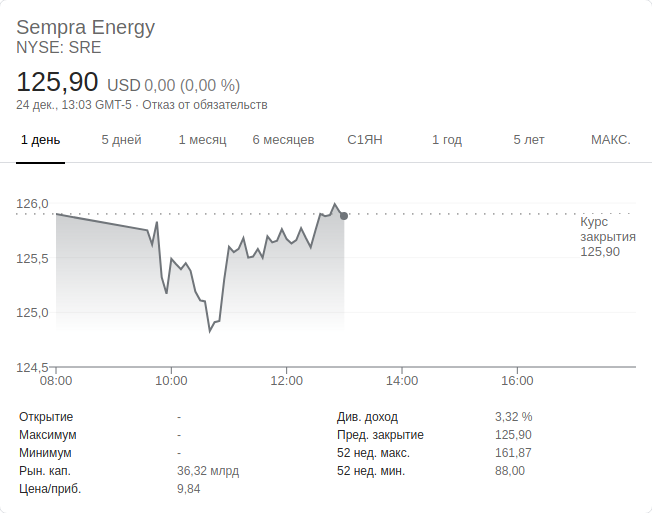 Sempra Energy
NYSE: SRE
125,90 USD 0,00 (0,00 %)
24 дек., 13:03 GMT-5 · Отказ от обязательств
1 день 5 дней 1 месяц 6 месяцев С1ЯН 1 год 5 лет МАКС.
126,0
Курс
закрытия
125,90
125,5
125,0
124,5
08:00 10:00 12:00 14:00 16:00
Открытие - Див. доход 3,32 %
Максимум - Пред. закрытие 125,90
Минимум - 52 нед. макс. 161,87
Рын. кап. 36,32 млрд 52 нед. мин. 88,00
Цена/приб. 9,84